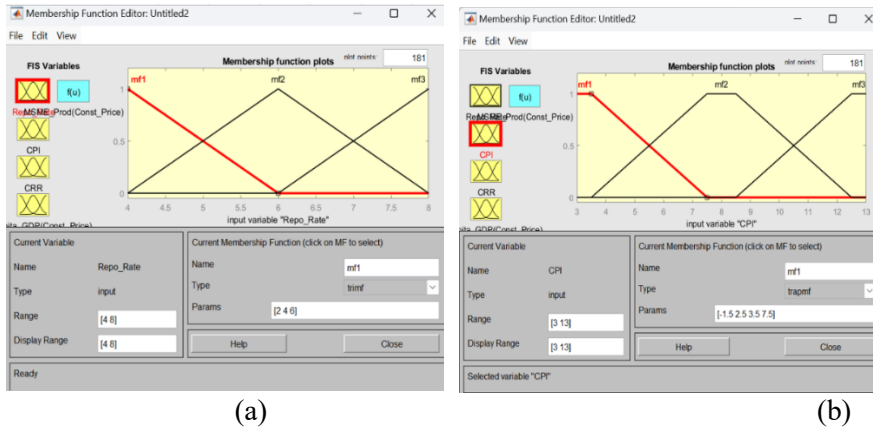 Membership Function Editor: Untitled2
File Edit View
FIS Variables
f(u)
Prod(Const_Price)
CPI
CRR
Membership function plots plot points: 181
mf1 mf2 mf3
1
0.5
0
4 4.5 5 5.5 6 6.5 7 7.5 8
input variable "Repo_Rate"
Current Variable
Name Repo_Rate
Type input
Range [4 8]
Display Range [4 8]
Current Membership Function (click on MF to select)
Name mf1
Type trimf
Params [2 4 6]
Help Close
Ready
(a)
Membership Function Editor: Untitled2
File Edit View
FIS Variables
f(u)
Prod(Const_Price)
CPI
CRR
Membership function plots plot points: 181
mf1 mf2 mf3
1
0.5
0
3 4 5 6 7 8 9 10 11 12 13
input variable "CPI"
Current Variable
Name CPI
Type input
Range [3 13]
Display Range [3 13]
Current Membership Function (click on MF to select)
Name mf1
Type trapmf
Params [-1.5 2.5 3.5 7.5]
Help Close
Selected variable "CPI"
(b)